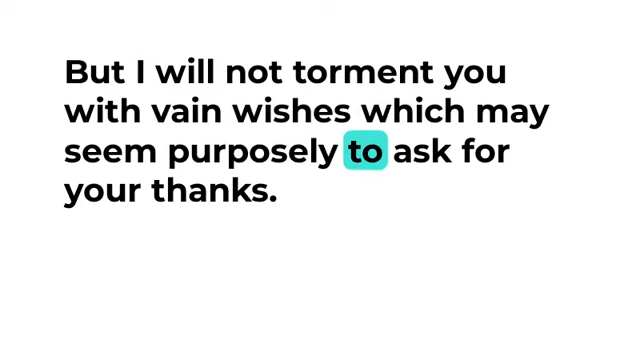 But I will not torment you
with vain wishes which may
seem purposely to ask for
your thanks.